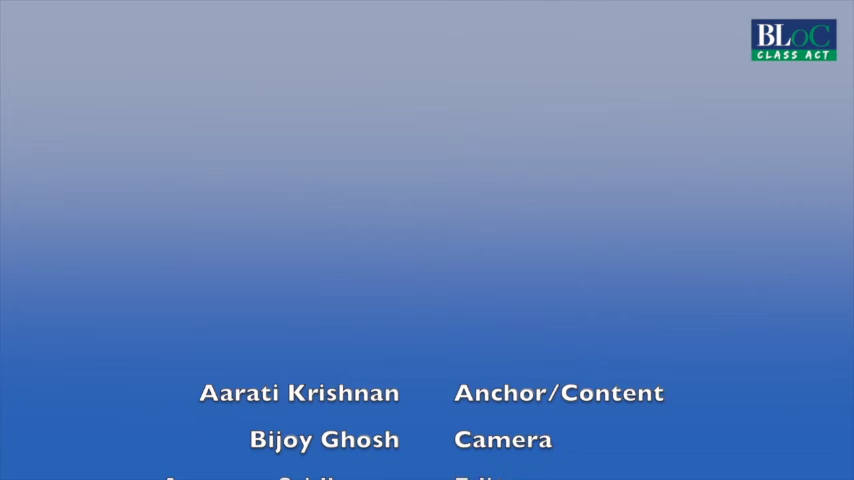 BLoC
CLASS ACT
Aarati Krishnan Anchor/Content
Bijoy Ghosh Camera